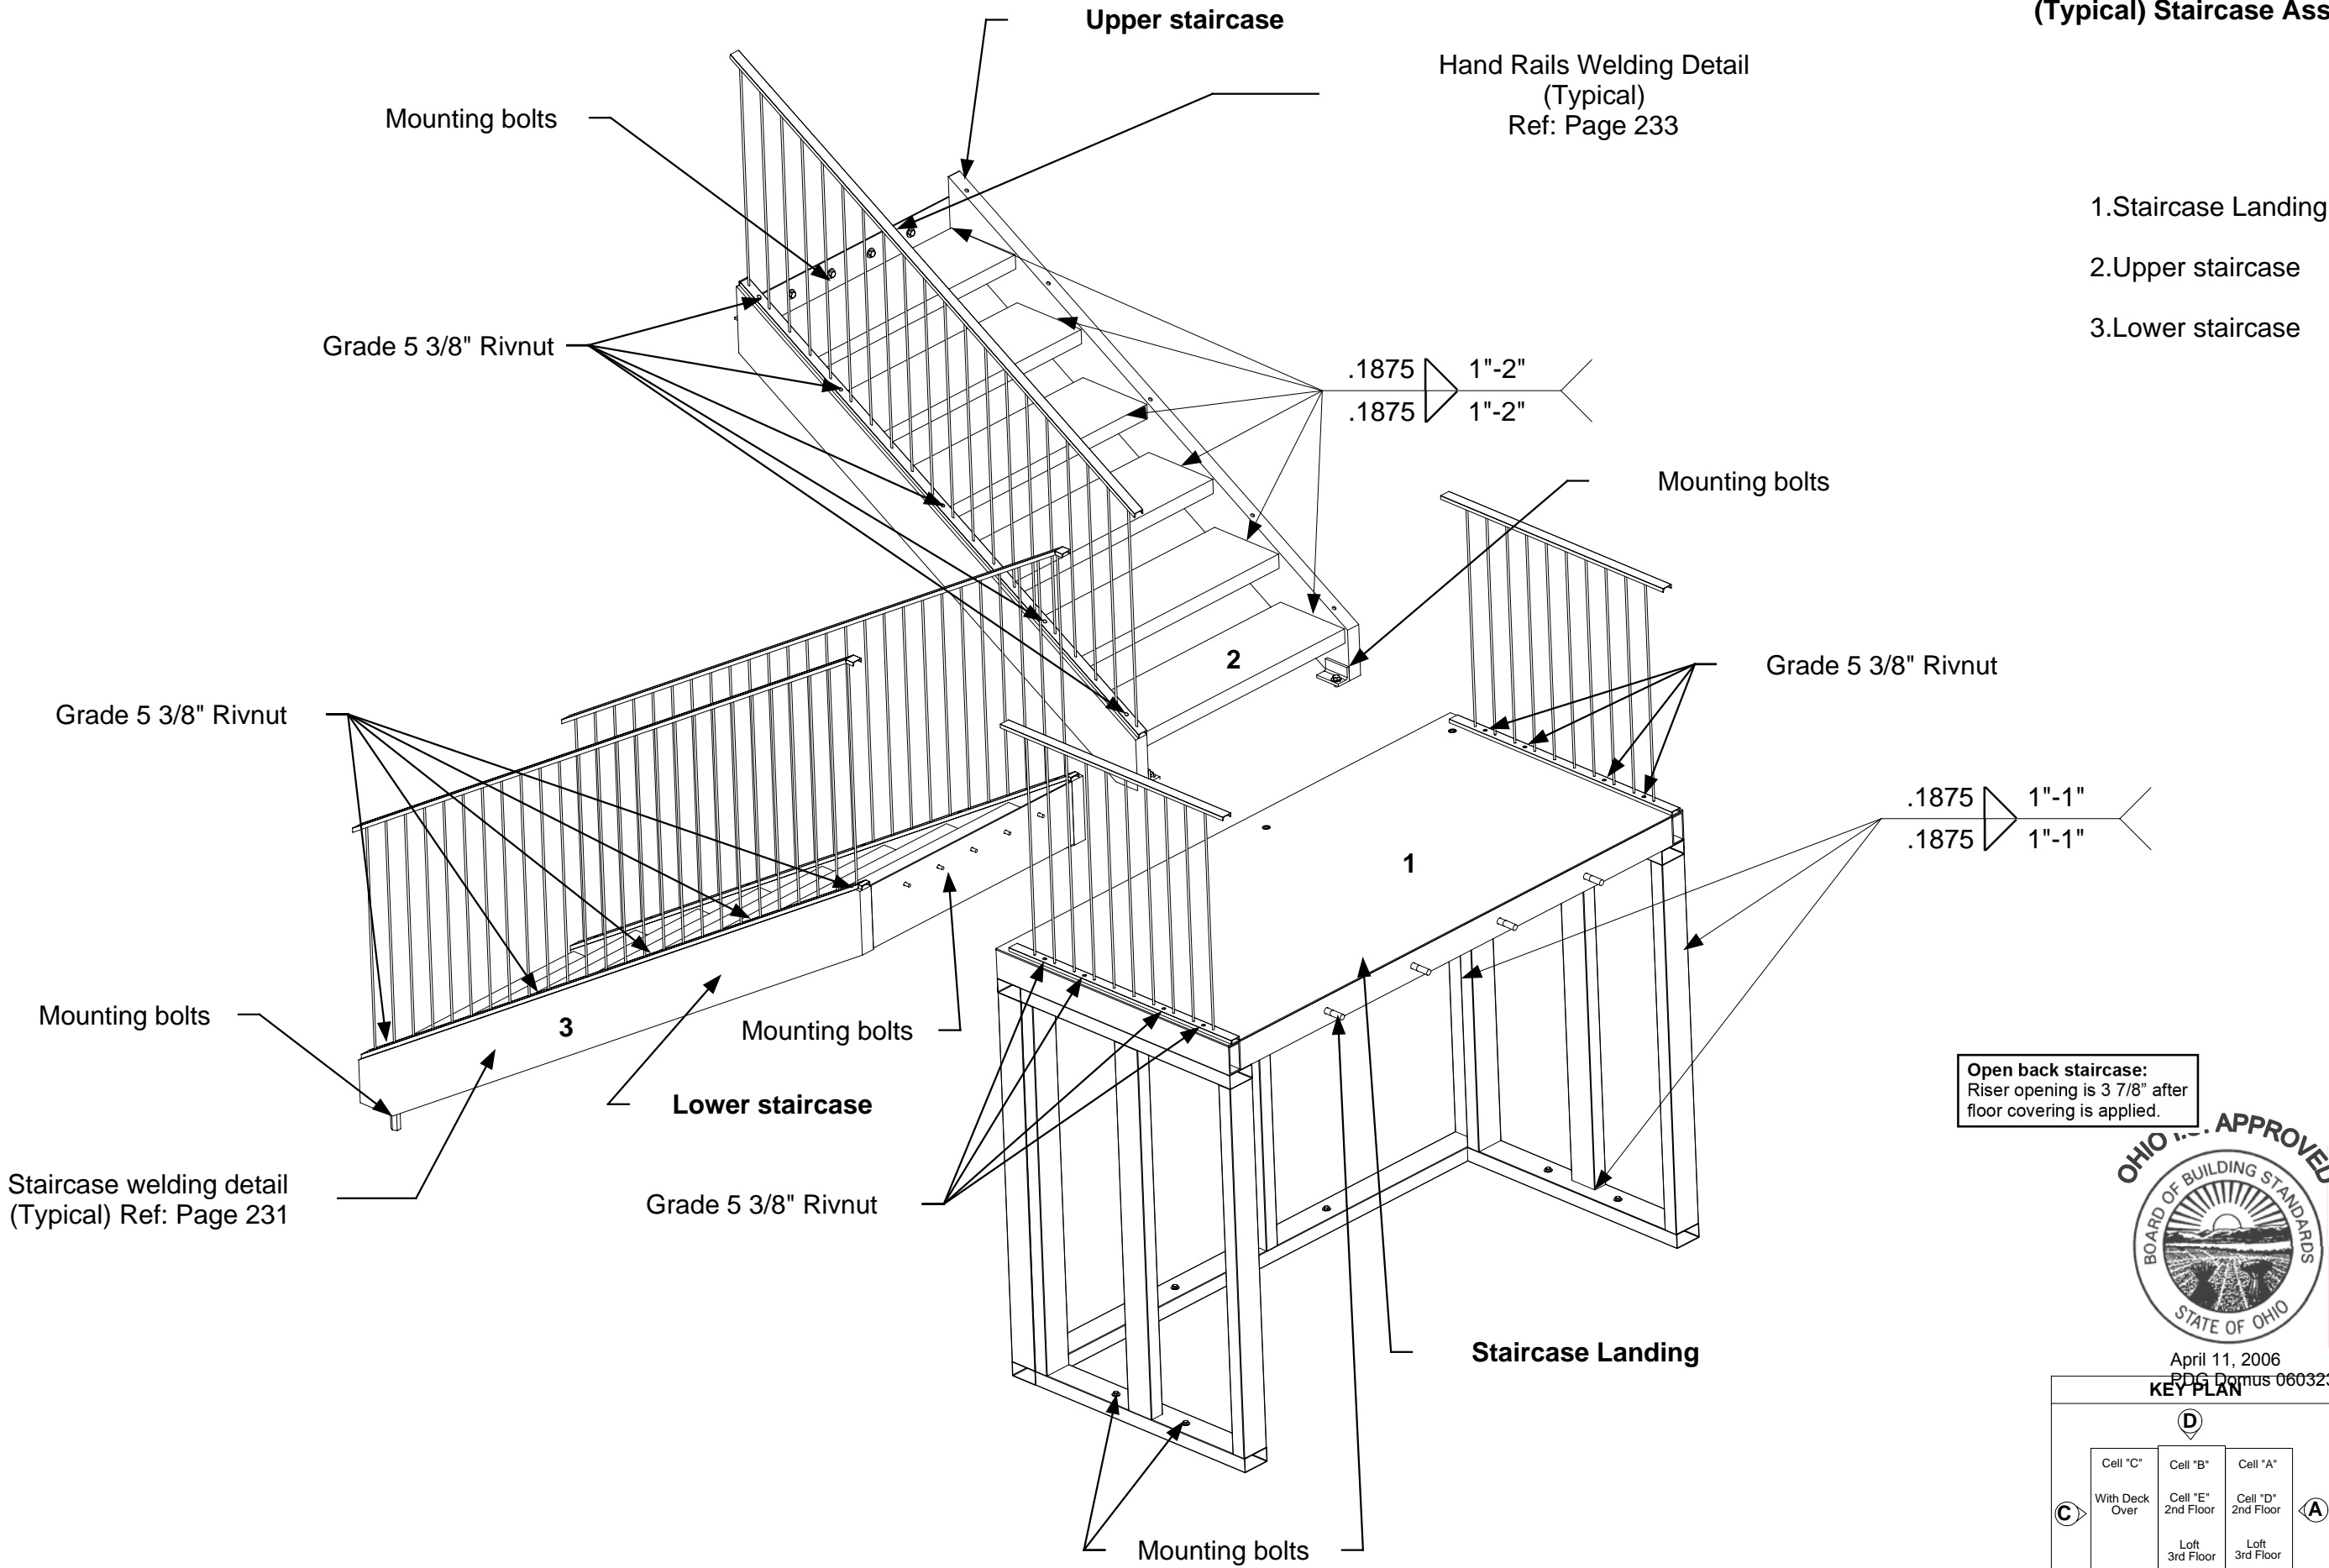 Upper staircase
(Typical) Staircase Ass
Hand Rails Welding Detail
(Typical)
Ref: Page 233
Mounting bolts
1.Staircase Landing
2.Upper staircase
3.Lower staircase
Grade 5 3/8" Rivnut
.1875 1"-2"
.1875 1"-2"
Mounting bolts
2
Grade 5 3/8" Rivnut
Grade 5 3/8" Rivnut
.1875 1"-1"
.1875 1"-1"
1
Mounting bolts
3
Mounting bolts
Lower staircase
Open back staircase:
Riser opening is 3 7/8” after
floor covering is applied.
Staircase welding detail
(Typical) Ref: Page 231
Grade 5 3/8" Rivnut
APPROVED
OHIO
BOARD OF BUILDING STANDARDS
STATE OF OHIO
Staircase Landing
April 11, 2006
PDG Domus 06032
KEY PLAN
D
Cell "C" Cell "B" Cell "A"
With Deck
Over
Cell "E"
2nd Floor
Cell "D"
2nd Floor
C
A
Loft
3rd Floor
Loft
3rd Floor
Mounting bolts